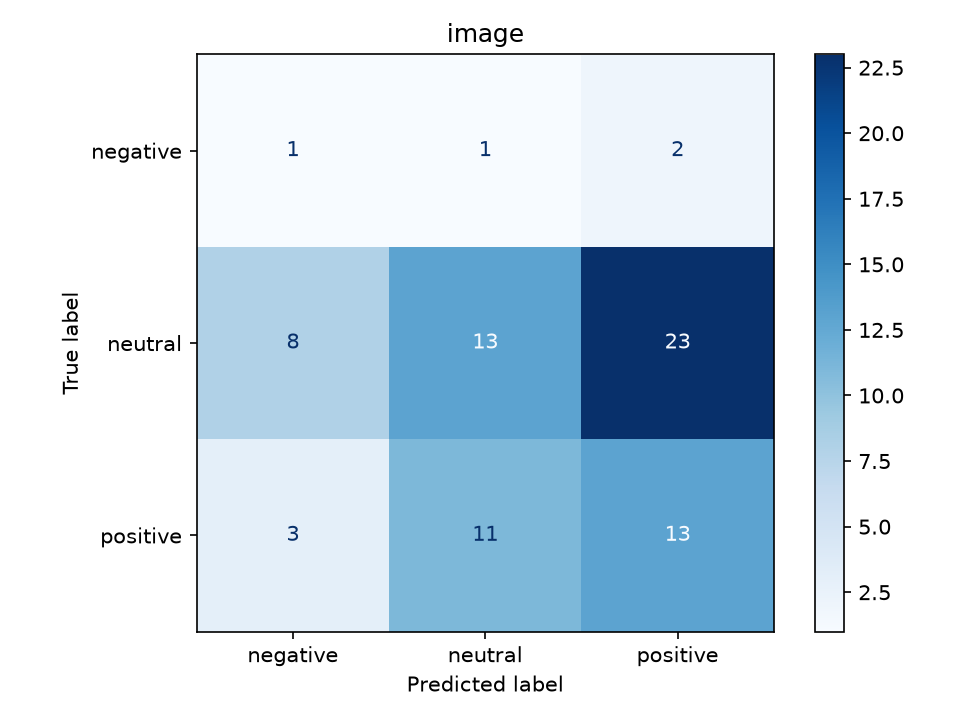 image
22.5
negative 1 1 2
20.0
17.5
15.0
True label
neutral 8 13 23
12.5
10.0
7.5
positive 3 11 13
5.0
2.5
negative neutral positive
Predicted label